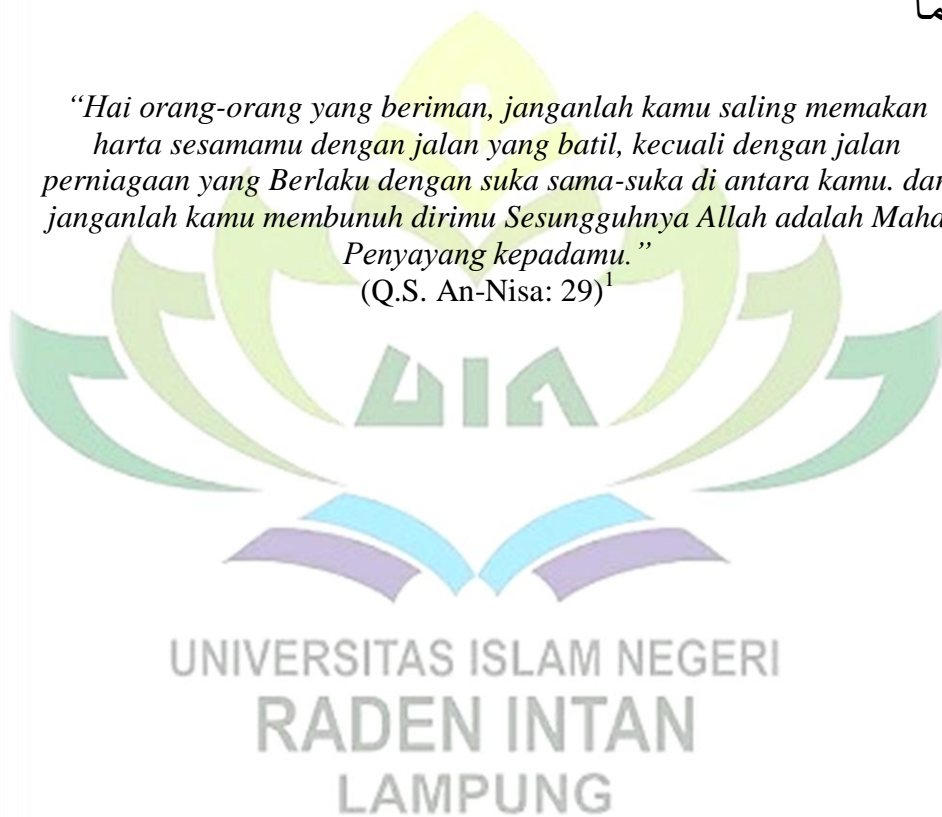 “Hai orang-orang yang beriman, janganlah kamu saling memakan
harta sesamamu dengan jalan yang batil, kecuali dengan jalan
perniagaan yang Berlaku dengan suka sama-suka di antara kamu. dan
janganlah kamu membunuh dirimu Sesungguhnya Allah adalah Maha
Penyayang kepadamu.”
(Q.S. An-Nisa: 29)1
UIN
UNIVERSITAS ISLAM NEGERI
RADEN INTAN
LAMPUNG